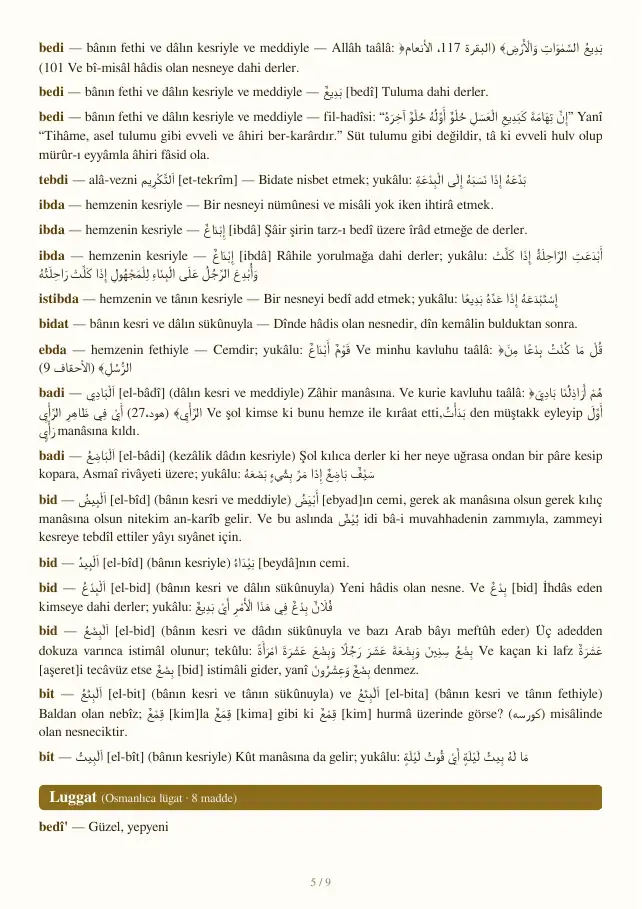 bedi — bânın fethi ve dâlın kesriyle ve meddiyle — Allâh taâlâ: ﴿بَدِيعُ السَّمٰوَاتِ وَالْأَرْضِ﴾ (البقرة 117، الأنعام
101) Ve bî-misâl hâdis olan nesneye dahi derler.
bedi — bânın fethi ve dâlın kesriyle ve meddiyle — بَدِيعٌ [bedî] Tuluma dahi derler.
bedi — bânın fethi ve dâlın kesriyle ve meddiyle — fil-hadîsi: “إِنَّ تِهَامَةَ كَبَدِيعِ الْعَسَلِ حُلْوٌ أَوَّلُهُ حُلْوٌ آخِرُهُ” Yanî
“Tihâme, asel tulumu gibi evveli ve âhiri ber-karârdır.” Süt tulumu gibi değildir, tâ ki evveli hulv olup
mürûr-ı eyyâmla âhiri fâsid ola.
tebdi — alâ-vezni اَلتَّكْرِيم [et-tekrîm] — Bidate nisbet etmek; yukâlu: بَدَّعَهُ إِذَا نَسَبَهُ إِلَى الْبِدْعَةِ
ibda — hemzenin kesriyle — Bir nesneyi nümûnesi ve misâli yok iken ihtirâ etmek.
ibda — hemzenin kesriyle — إِبْدَاعٌ [ibdâ] Şâir şirin tarz-ı bedî üzere îrâd etmeğe de derler.
ibda — hemzenin kesriyle — إِبْدَاعٌ [ibdâ] Râhile yorulmağa dahi derler; yukâlu: أَبْدَعَتِ الرَّاحِلَةُ إِذَا كَلَّتْ
وَأُبْدِعَ الرَّجُلُ عَلَى الْبِنَاءِ لِلْمَجْهُولِ إِذَا كَلَّتْ رَاحِلَتُهُ
istibda — hemzenin ve tânın kesriyle — Bir nesneyi bedî add etmek; yukâlu: إِسْتَبْدَعَهُ إِذَا عَدَّهُ بَدِيعًا
bidat — bânın kesri ve dâlın sükûnuyla — Dînde hâdis olan nesnedir, dîn kemâlin bulduktan sonra.
ebda — hemzenin fethiyle — Cemdir; yukâlu: قَوْمٌ أَبْدَاعٌ Ve minhu kavluhu taâlâ: ﴿قُلْ مَا كُنْتُ بِدْعًا مِنَ
الرُّسُلِ﴾ (الأحقاف 9)
badi — اَلْبَادِي [el-bâdî] (dâlın kesri ve meddiyle) Zâhir manâsına. Ve kurie kavluhu taâlâ: ﴿هُمْ أَرَاذِلُنَا بَادِيَ
الرَّأْيِ﴾ (هود،27) أَيْ فِي ظَاهِرِ الرَّأْيِ Ve şol kimse ki bunu hemze ile kırâat etti, بَدَأْتُ den müştakk eyleyip أَوَّلَ
رَأْيٍ manâsına kıldı.
badi — اَلْبَاضِعُ [el-bâdi] (kezâlik dâdın kesriyle) Şol kılıca derler ki her neye uğrasa ondan bir pâre kesip
kopara, Asmaî rivâyeti üzere; yukâlu: سَيْفٌ بَاضِعٌ إِذَا مَرَّ بِشَيْءٍ بَضَعَهُ
bid — اَلْبِيضُ [el-bîd] (bânın kesri ve meddiyle) أَبْيَضُ [ebyad]ın cemi, gerek ak manâsına olsun gerek kılıç
manâsına olsun nitekim an-karîb gelir. Ve bu aslında بُيْضٌ idi bâ-i muvahhadenin zammıyla, zammeyi
kesreye tebdîl ettiler yâyı sıyânet için.
bid — اَلْبِيدُ [el-bîd] (bânın kesriyle) بَيْدَاءُ [beydâ]nın cemi.
bid — اَلْبِدْعُ [el-bid] (bânın kesri ve dâlın sükûnuyla) Yeni hâdis olan nesne. Ve بِدْعٌ [bid] İhdâs eden
kimseye dahi derler; yukâlu: فُلَانٌ بِدْعٌ فِي هَذَا الْأَمْرِ أَيْ بَدِيعٌ
bid — اَلْبِضْعُ [el-bid] (bânın kesri ve dâdın sükûnuyla ve bazı Arab bâyı meftûh eder) Üç adedden
dokuza varınca istimâl olunur; tekûlu: بِضْعُ سِنِينَ وَبِضْعَةَ عَشَرَ رَجُلًا وَبِضْعَ عَشَرَةَ امْرَأَةً Ve kaçan ki lafz عَشَرَةٌ
[aşeret]i tecâvüz etse بِضْعٌ [bid] istimâli gider, yanî بِضْعٌ وَعِشْرُونَ denmez.
bit — اَلْبِتْعُ [el-bit] (bânın kesri ve tânın sükûnuyla) ve اَلْبِتَعُ [el-bita] (bânın kesri ve tânın fethiyle)
Baldan olan nebîz; قِمْعٌ [kim]la قِمَعٌ [kima] gibi ki قِمْعٌ [kim] hurmâ üzerinde görse? (كورسه) misâlinde
olan nesneciktir.
bit — اَلْبِيتُ [el-bît] (bânın kesriyle) Kût manâsına da gelir; yukâlu: مَا لَهُ بِيتُ لَيْلَةٍ أَيْ قُوتُ لَيْلَةٍ
Luggat (Osmanlıca lügat · 8 madde)
bedî' — Güzel, yepyeni
5 / 9